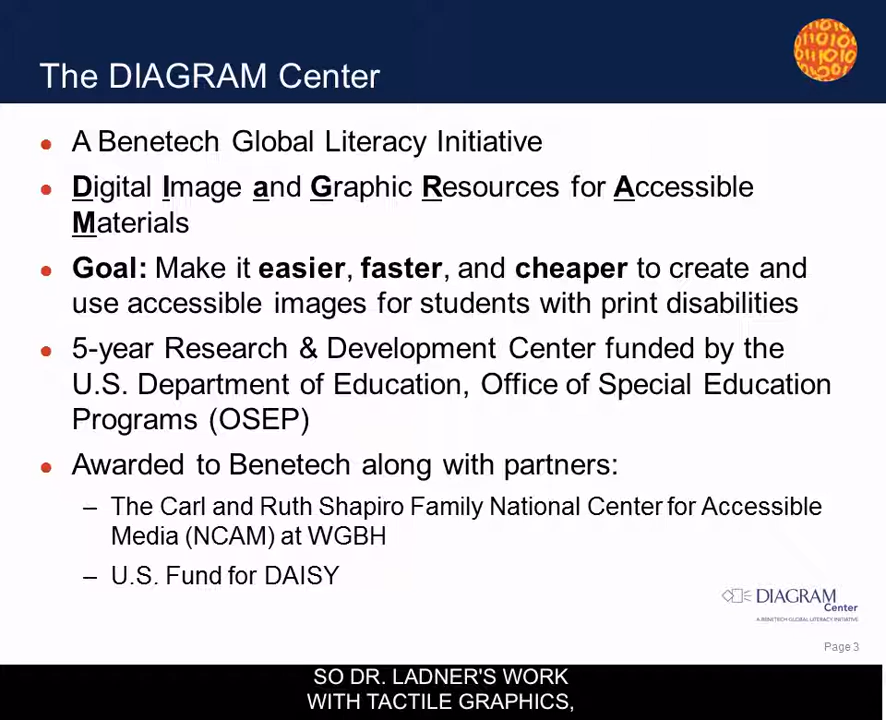 The DIAGRAM Center
• A Benetech Global Literacy Initiative
• Digital Image and Graphic Resources for Accessible
Materials
• Goal: Make it easier, faster, and cheaper to create and
use accessible images for students with print disabilities
• 5-year Research & Development Center funded by the
U.S. Department of Education, Office of Special Education
Programs (OSEP)
• Awarded to Benetech along with partners:
– The Carl and Ruth Shapiro Family National Center for Accessible
Media (NCAM) at WGBH
– U.S. Fund for DAISY
DIAGRAM
Center
A BENETECH GLOBAL LITERACY INITIATIVE
Page 3
SO DR. LADNER'S WORK
WITH TACTILE GRAPHICS,